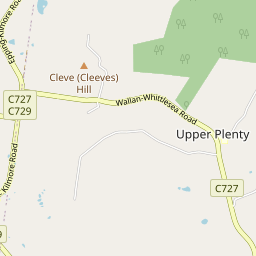 Epping-Kilmore Road
Cleve (Cleeves)
Hill
C727
C729
Wallan-Whittlesea Road
Upper Plenty
C727
Kilmore Road